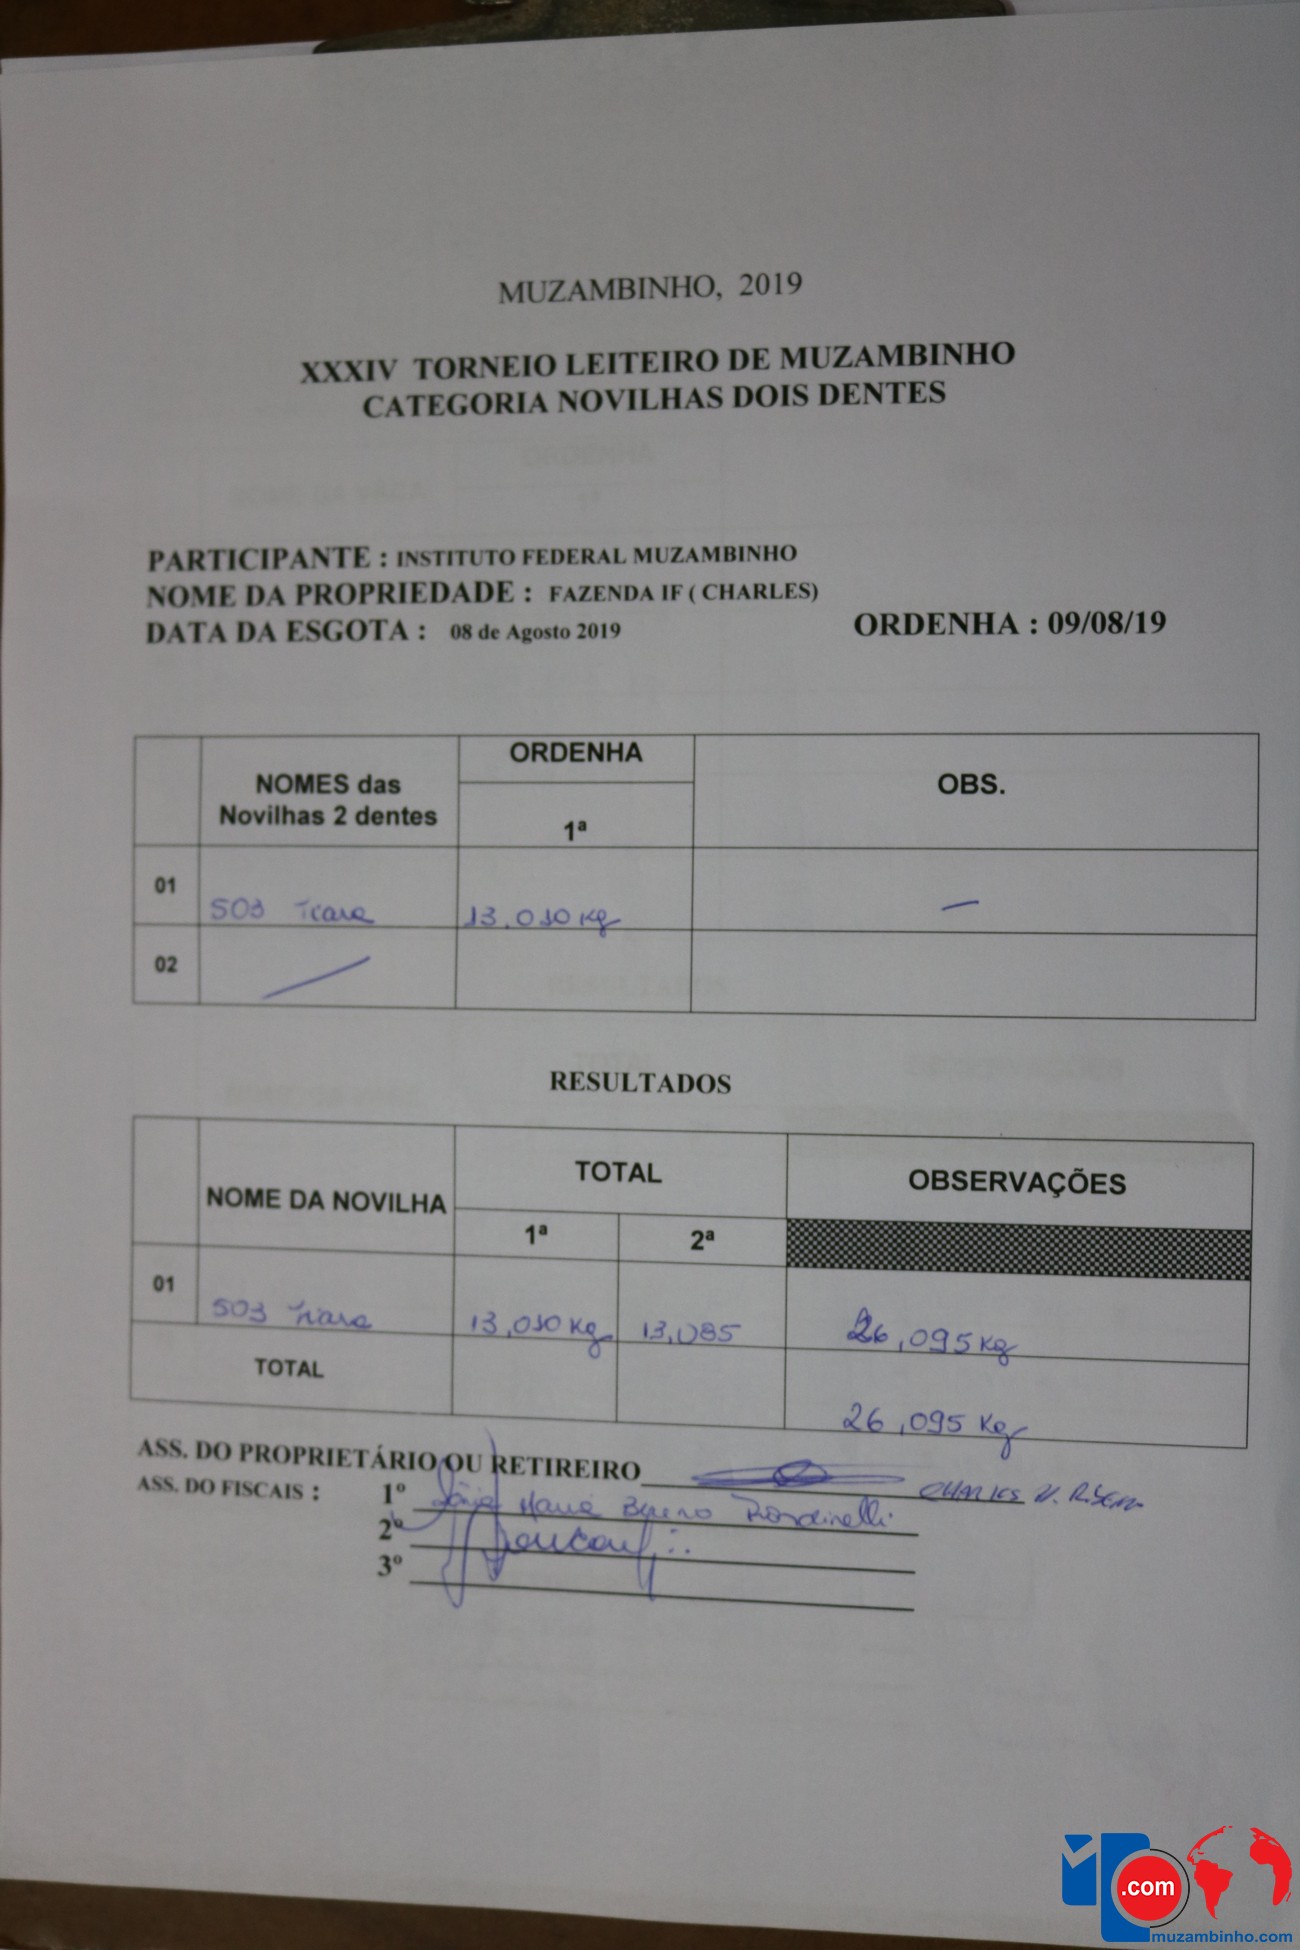 MUZAMBINHO, 2019
XXXIV TORNEIO LEITEIRO DE MUZAMBINHO
CATEGORIA NOVILHAS DOIS DENTES
PARTICIPANTE : INSTITUTO FEDERAL MUZAMBINHO
NOME DA PROPRIEDADE : FAZENDA IF ( CHARLES)
DATA DA ESGOTA : 08 de Agosto 2019 ORDENHA : 09/08/19
NOMES das Novilhas 2 dentes ORDENHA 1ª OBS.
01 503 13.010 Kg —
02
RESULTADOS
NOME DA NOVILHA TOTAL OBSERVAÇÕES
1ª 2ª
01 503 13,010 Kg 13,085 26,095 Kg
TOTAL 26,095 Kg
ASS. DO PROPRIETÁRIO OU RETIREIRO CHARLES
ASS. DO FISCAIS : 1º
2º
3º
.com
muzambinho.com